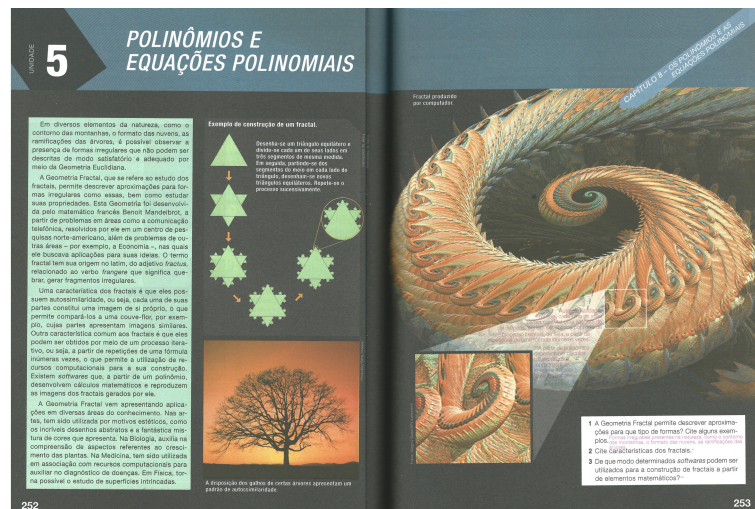 UNIDADE
5
POLINÔMIOS E
EQUAÇÕES POLINOMIAIS
Em diversos elementos da natureza, como o
contorno das montanhas, o formato das nuvens, as
ramificações das árvores, é possível observar a
presença de formas irregulares que não podem ser
descritas de modo satisfatório e adequado por
meio da Geometria Euclidiana.
A Geometria Fractal, que se refere ao estudo dos
fractais, permite descrever aproximações para for-
mas irregulares como essas, bem como estudar
suas propriedades. Esta Geometria foi desenvolvi-
da pelo matemático francês Benoit Mandelbrot, a
partir de problemas em áreas como a comunicação
telefônica, resolvidos por ele em um centro de pes-
quisas norte-americano, além de problemas de ou-
tras áreas – por exemplo, a Economia –, nas quais
ele buscava aplicações para suas ideias. O termo
fractal tem sua origem no latim, do adjetivo fractus,
relacionado ao verbo frangere que significa que-
brar, gerar fragmentos irregulares.
Uma característica dos fractais é que eles pos-
suem autossimilaridade, ou seja, cada uma de suas
partes constitui uma imagem de si próprio, o que
permite compará-los a uma couve-flor, por exem-
plo, cujas partes apresentam imagens similares.
Outra característica comum aos fractais é que eles
podem ser obtidos por meio de um processo itera-
tivo, ou seja, a partir de repetições de uma fórmula
inúmeras vezes, o que permite a utilização de re-
cursos computacionais para a sua construção.
Existem softwares que, a partir de um polinômio,
desenvolvem cálculos matemáticos e reproduzem
as imagens dos fractais gerados por ele.
A Geometria Fractal vem apresentando aplica-
ções em diversas áreas do conhecimento. Nas ar-
tes, tem sido utilizada por motivos estéticos, como
os incríveis desenhos abstratos e a fantástica mis-
tura de cores que apresenta. Na Biologia, auxilia na
compreensão de aspectos referentes ao cresci-
mento das plantas. Na Medicina, tem sido utilizada
em associação com recursos computacionais para
auxiliar no diagnóstico de doenças. Em Física, tor-
na possível o estudo de superfícies intrincadas.
Exemplo de construção de um fractal.
Desenha-se um triângulo equilátero e
divide-se cada um de seus lados em
três segmentos de mesma medida.
Em seguida, partindo-se dos
segmentos do meio em cada lado do
triângulo, desenham-se novos
triângulos equiláteros. Repete-se o
processo sucessivamente.
A disposição dos galhos de certas árvores apresentam um
padrão de autossimilaridade.
252
CAPÍTULO 8 – OS POLINÔMIOS E AS
EQUAÇÕES POLINOMIAIS
Fractal produzido
por computador.
1 A Geometria Fractal permite descrever aproxima-
ções para que tipo de formas? Cite alguns exem-
plos. Formas irregulares presentes na natureza, como o contorno
das montanhas, o formato das nuvens, as ramificações das
2 Cite características dos fractais.
3 De que modo determinados softwares podem ser
utilizados para a construção de fractais a partir
de elementos matemáticos?
253